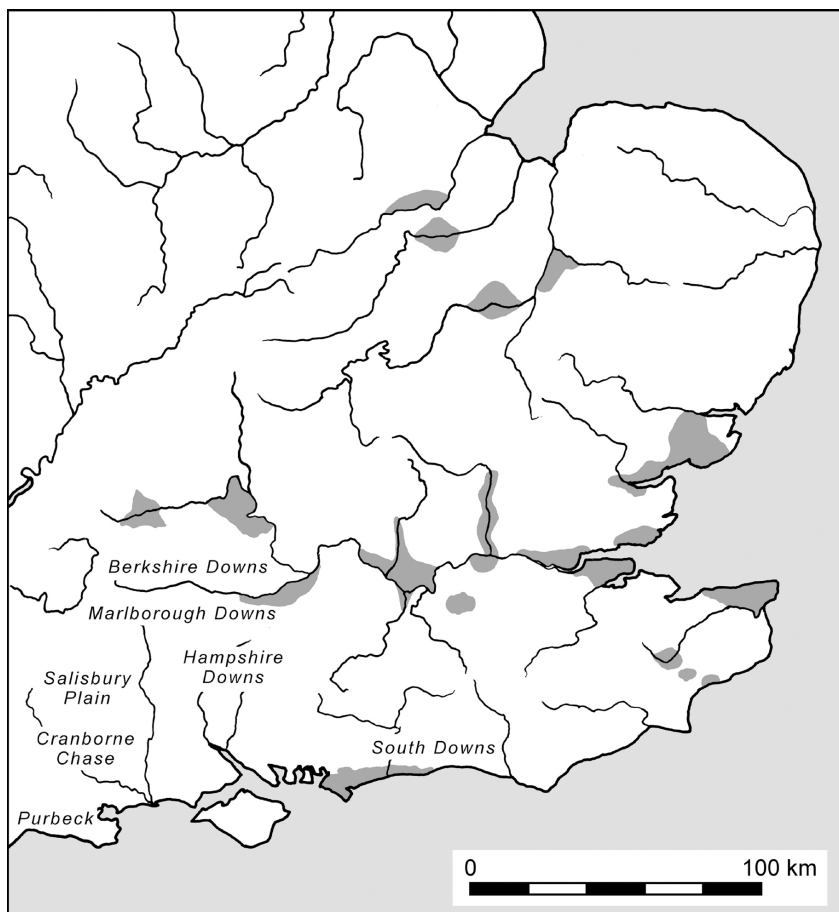 Berkshire Downs
Marlborough Downs
Hampshire
Downs
Salisbury
Plain
Cranborne
Chase
South Downs
Purbeck
0 100 km